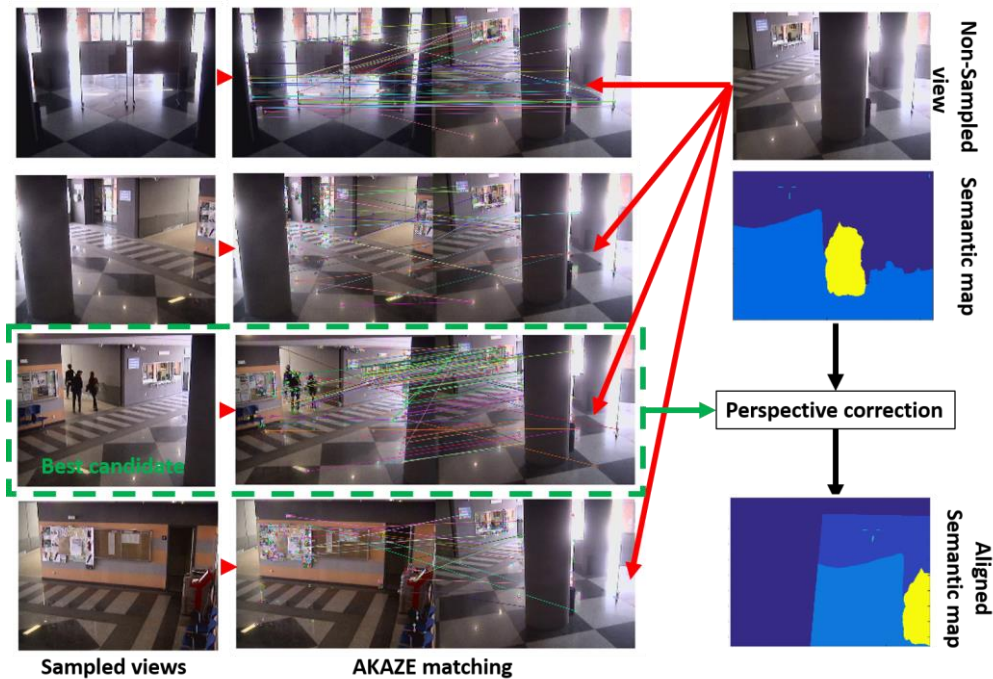 Non-Sampled
view
Semantic map
Best candidate
Perspective correction
Aligned
Semantic map
Sampled views
AKAZE matching